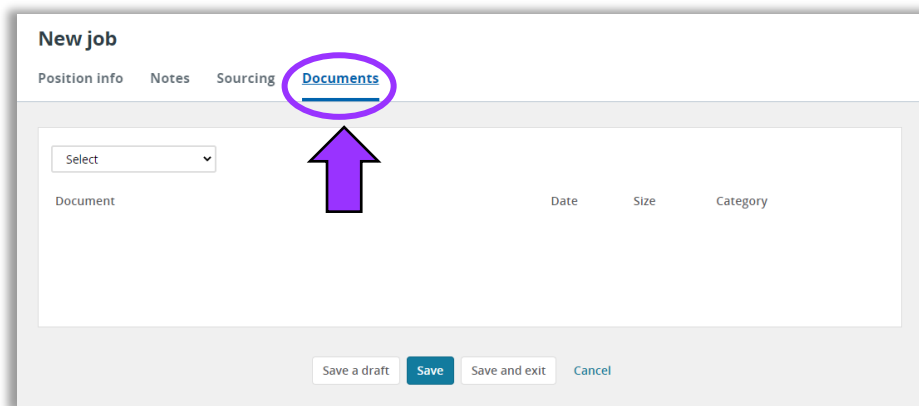 New job
Position info Notes Sourcing Documents
Select
Document Date Size Category
Save a draft Save Save and exit Cancel